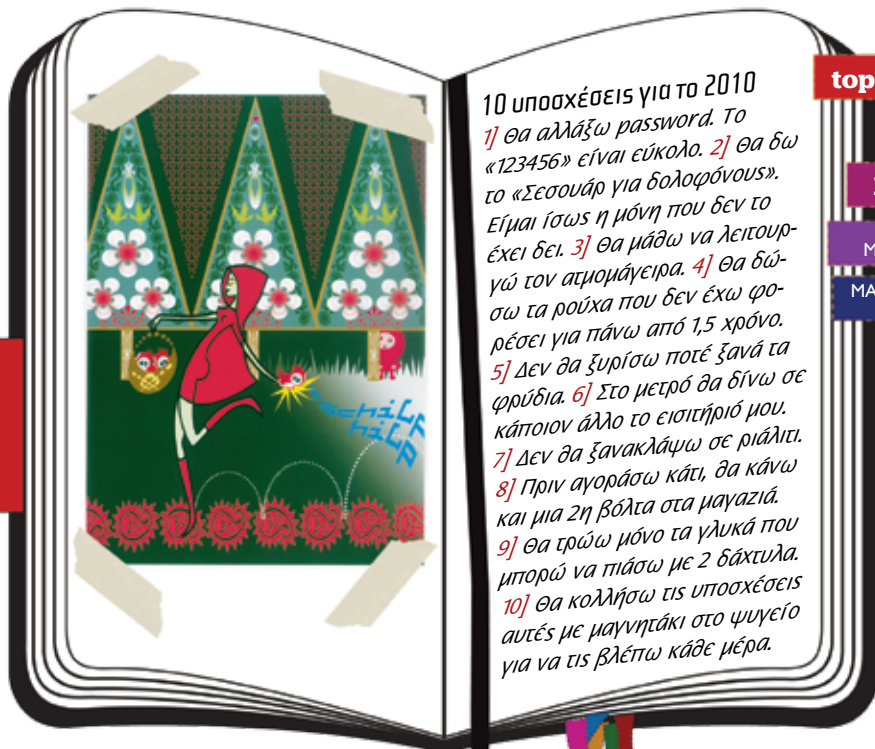 10 υποσχέσεις για το 2010
1] Θα αλλάξω password. Το
«123456» είναι εύκολο. 2] Θα δω
το «Σεσουάρ για δολοφόνους».
Είμαι ίσως η μόνη που δεν το
έχει δει. 3] Θα μάθω να λειτουρ-
γώ τον ατμομάγειρα. 4] Θα δώ-
σω τα ρούχα που δεν έχω φο-
ρέσει για πάνω από 1,5 χρόνο.
5] Δεν θα ξυρίσω ποτέ ξανά τα
φρύδια. 6] Στο μετρό θα δίνω σε
κάποιον άλλο το εισιτήριό μου.
7] Δεν θα ξανακλάψω σε ριάλιτι.
8] Πριν αγοράσω κάτι, θα κάνω
και μια 2η βόλτα στα μαγαζιά.
9] Θα τρώω μόνο τα γλυκά που
μπορώ να πιάσω με 2 δάχτυλα.
10] Θα κολλήσω τις υποσχέσεις
αυτές με μαγνητάκι στο ψυγείο
για να τις βλέπω κάθε μέρα.
top
M
MA